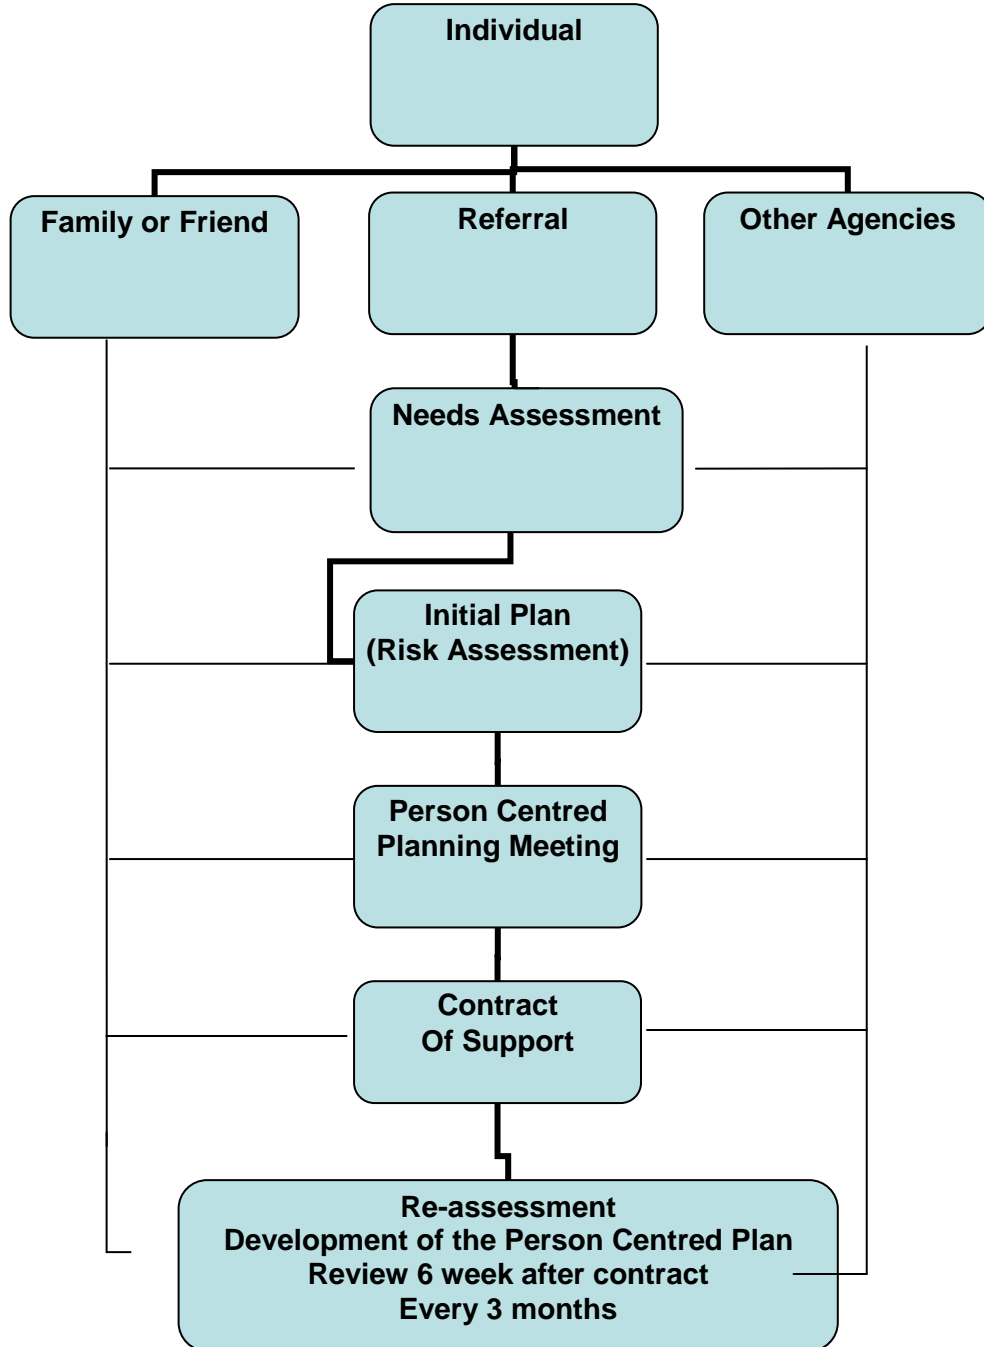 Individual
Family or Friend
Referral
Other Agencies
Needs Assessment
Initial Plan
(Risk Assessment)
Person Centred
Planning Meeting
Contract
Of Support
Re-assessment
Development of the Person Centred Plan
Review 6 week after contract
Every 3 months